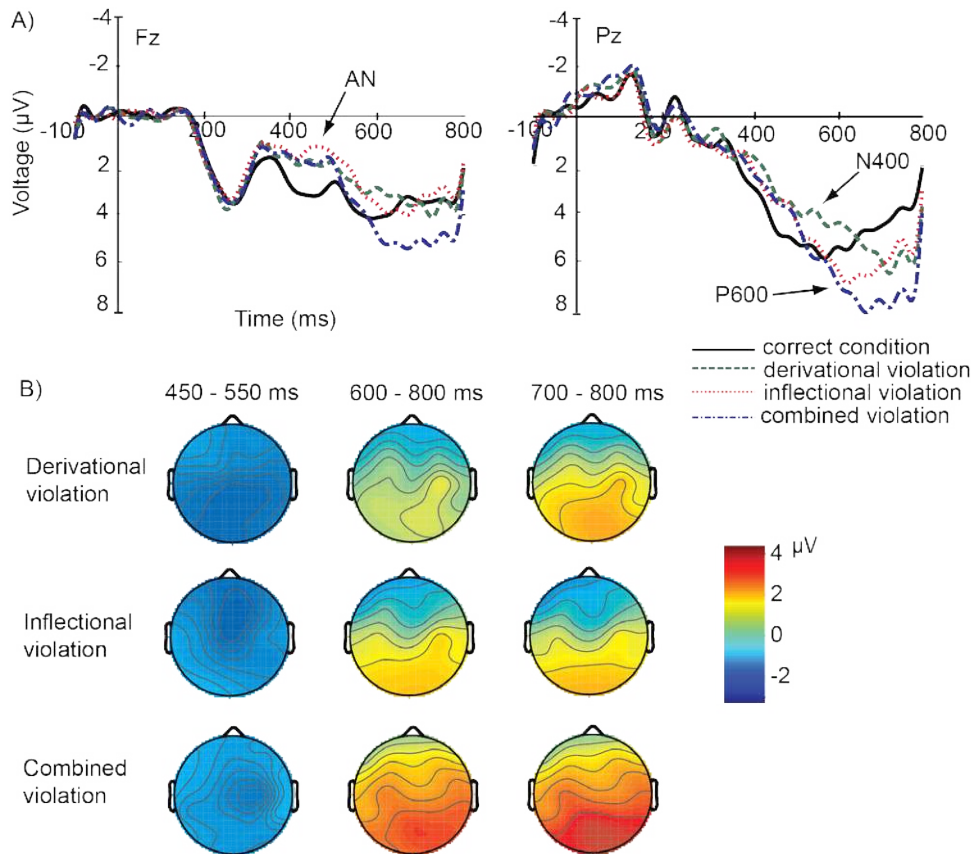 A)
Fz
Pz
AN
N400
P600
Voltage (µV)
-4
-2
2
4
6
8
-100
200
400
600
800
Time (ms)
-4
-2
2
4
6
8
-100
200
400
600
800
correct condition
derivational violation
inflectional violation
combined violation
B)
450 - 550 ms
600 - 800 ms
700 - 800 ms
Derivational
violation
Inflectional
violation
Combined
violation
µV
4
2
0
-2